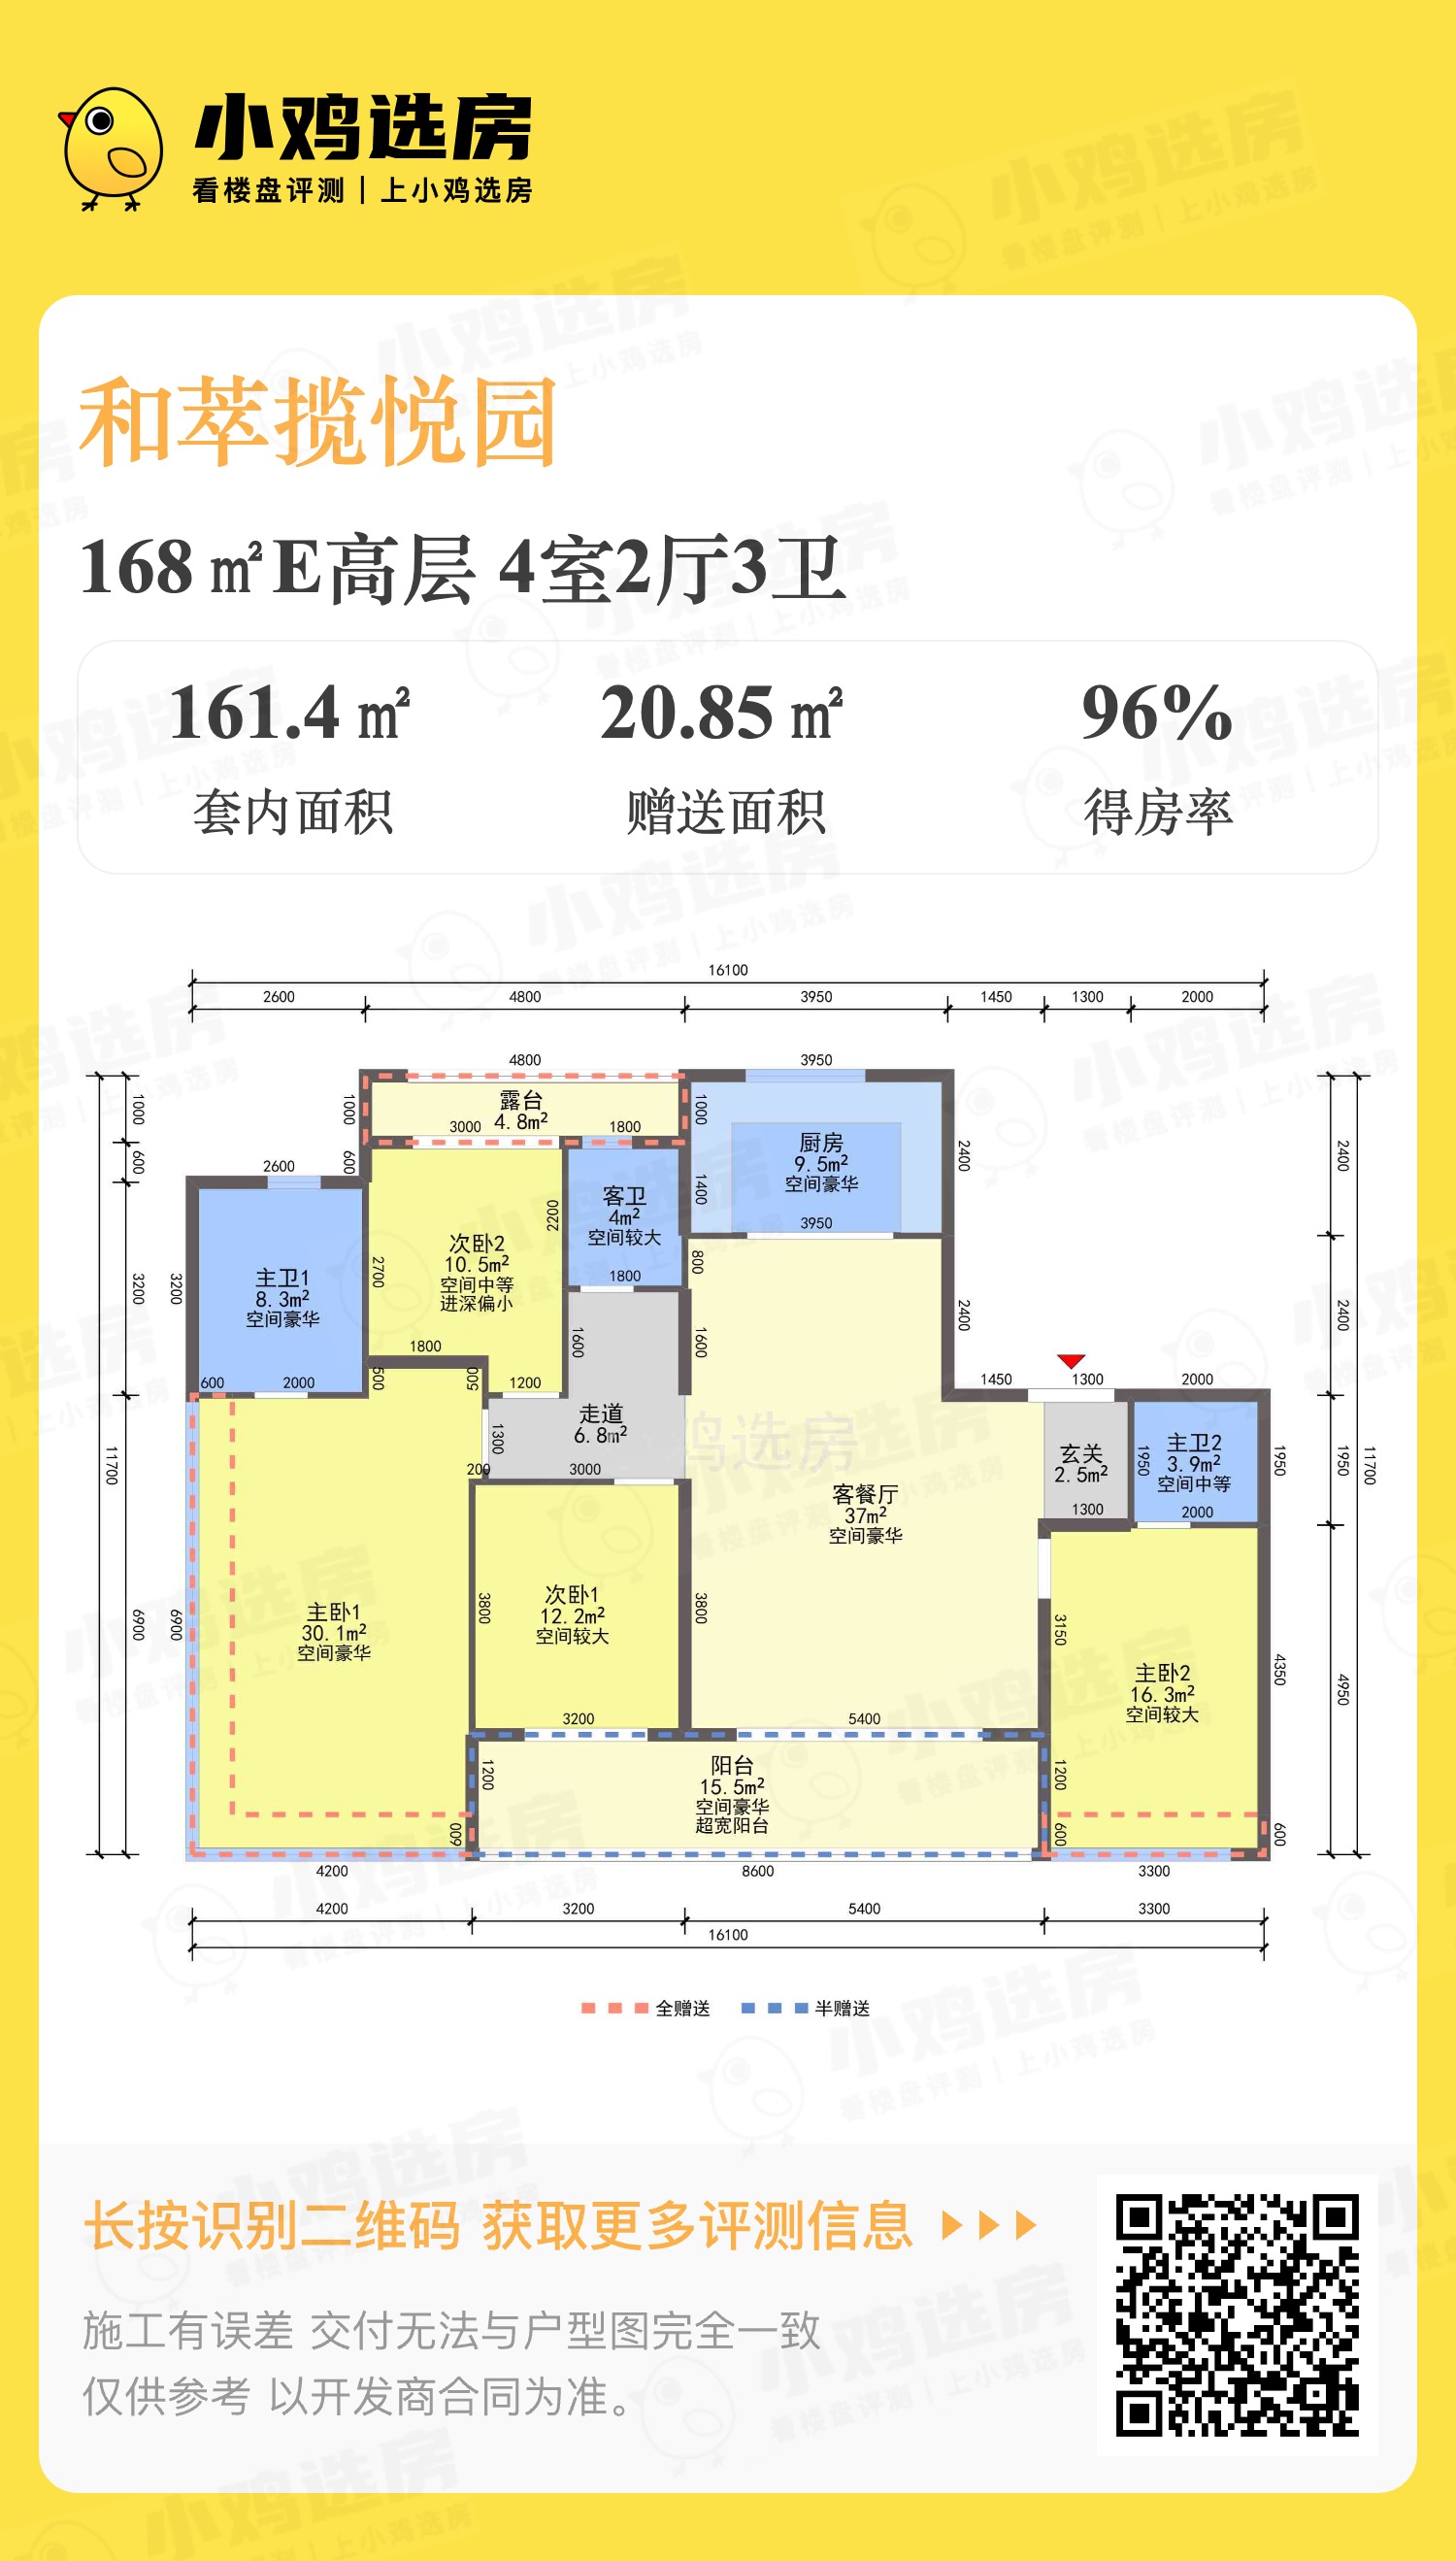 小鸡选房
看楼盘评测｜上小鸡选房
和萃揽悦园
168㎡E高层 4室2厅3卫
161.4㎡ 20.85㎡ 96%
套内面积 赠送面积 得房率
16100
2600 4800 3950 1450 1300 2000
4800 3950
露台
4.8m²
3000 1800
1000 600 1000 600 1000 1400 2400 2400
2600
厨房
9.5m²
空间豪华
3950
客卫
4m²
空间较大
1800
次卧2
10.5m²
空间中等
进深偏小
2200 2700 800
主卫1
8.3m²
空间豪华
3200 3200 1600 1600 2400 2400
1800
600 2000 500 500 1200
1450 1300 2000
走道
6.8m²
1300
200 3000
玄关
2.5m²
1300
主卫2
3.9m²
空间中等
2000
1950 1950 1950
11700 11700
客餐厅
37m²
空间豪华
主卧1
30.1m²
空间豪华
次卧1
12.2m²
空间较大
6900 6900 3800 3800 3150 4350 4950
主卧2
16.3m²
空间较大
3200 5400
阳台
15.5m²
空间豪华
超宽阳台
1200 1200
600 600 600
4200 8600 3300
4200 3200 5400 3300
16100
全赠送 半赠送
长按识别二维码 获取更多评测信息
施工有误差 交付无法与户型图完全一致
仅供参考 以开发商合同为准。